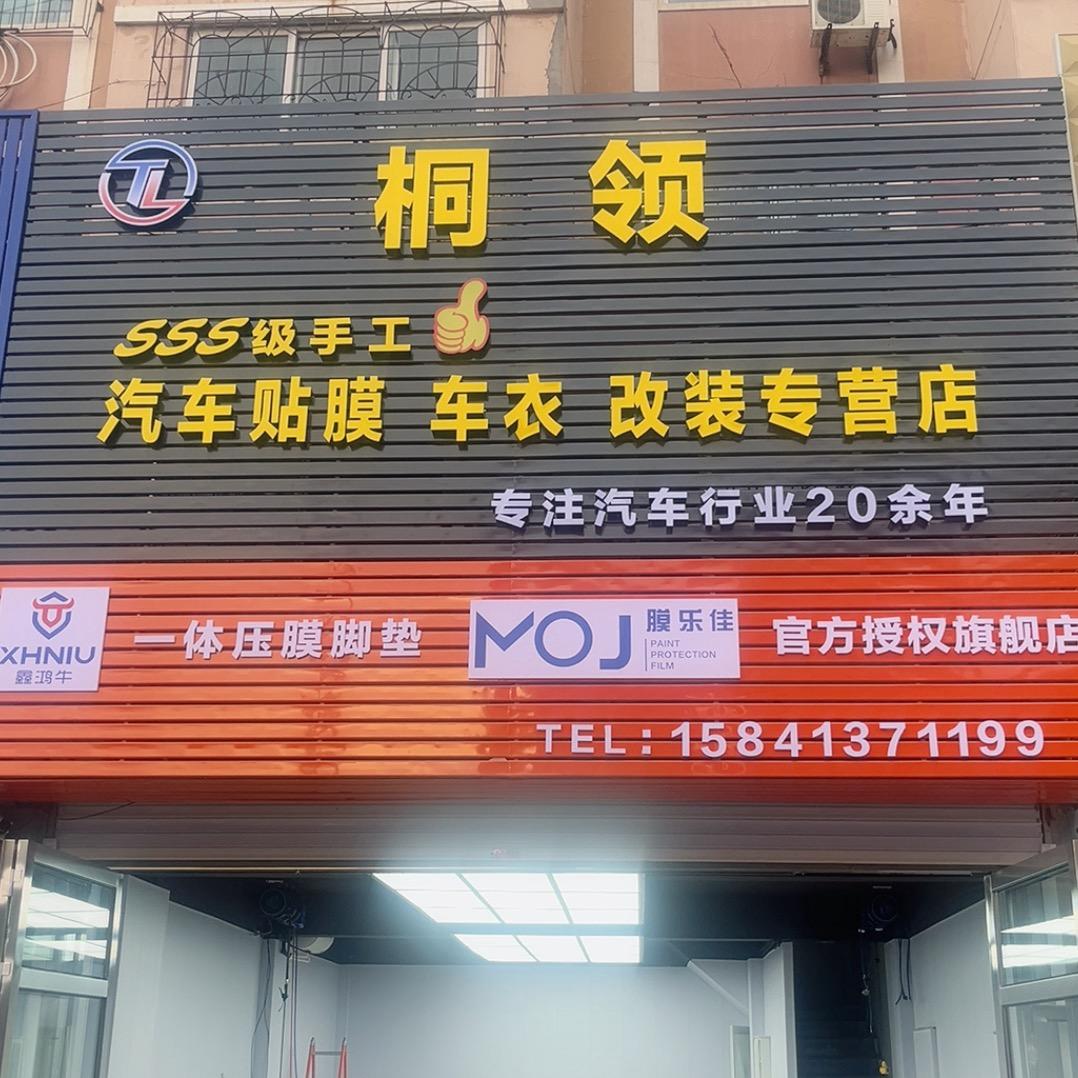 TL
桐领
SSS级手工
汽车贴膜 车衣 改装专营店
专注汽车行业20余年
XHNIU
鑫鸿牛
一体压膜脚垫
MOJ
膜乐佳
PAINT
PROTECTION
FILM
官方授权旗舰店
TEL:15841371199